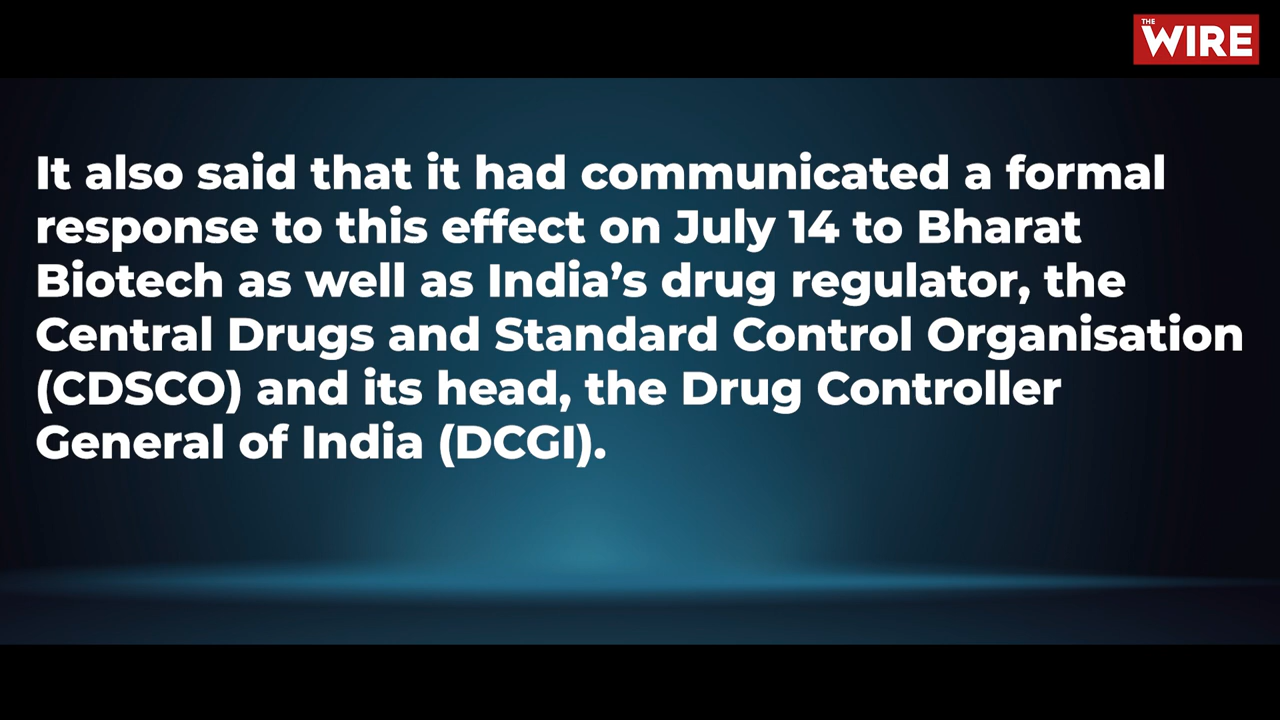 THE
WIRE
It also said that it had communicated a formal
response to this effect on July 14 to Bharat
Biotech as well as India’s drug regulator, the
Central Drugs and Standard Control Organisation
(CDSCO) and its head, the Drug Controller
General of India (DCGI).